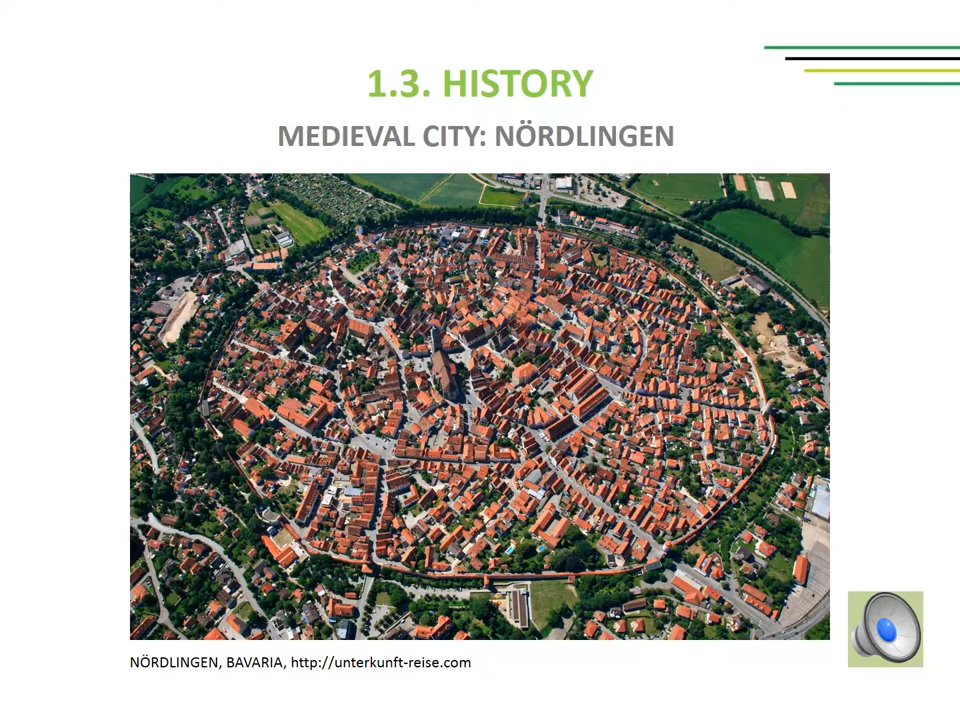 1.3. HISTORY
MEDIEVAL CITY: NÖRDLINGEN
NÖRDLINGEN, BAVARIA, http://unterkunft-reise.com